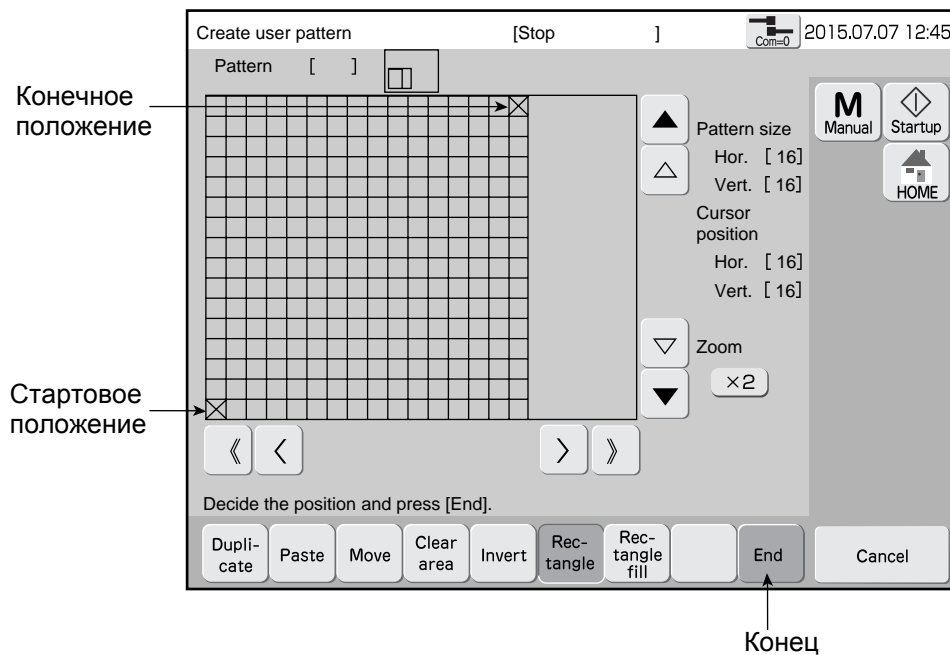 Create user pattern [Stop ] Com=0 2015.07.07 12:45
Pattern [ ]
Конечное
положение
Pattern size
Hor. [ 16]
Vert. [ 16]
Cursor
position
Hor. [ 16]
Vert. [ 16]
Manual
Startup
HOME
Zoom
×2
Стартовое
положение
《 〈 〉 》
Decide the position and press [End].
Dupli-
cate
Paste
Move
Clear
area
Invert
Rec-
tangle
Rec-
tangle
fill
End
Cancel
Конец